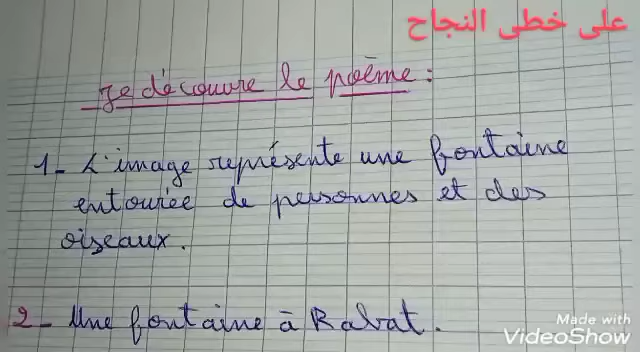 على خطى النجاح
Je découvre le poème :
1- L'image représente une fontaine
entourée de personnes et des
oiseaux.
2- Une fontaine à Rabat.
Made with
VideoShow